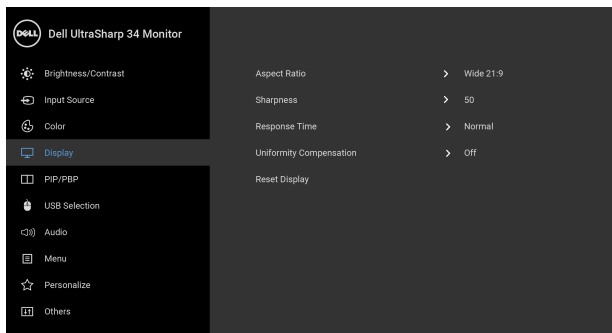 DELL Dell UltraSharp 34 Monitor
Brightness/Contrast
Input Source
Color
Display
PIP/PBP
USB Selection
Audio
Menu
Personalize
Others
Aspect Ratio > Wide 21:9
Sharpness > 50
Response Time > Normal
Uniformity Compensation > Off
Reset Display